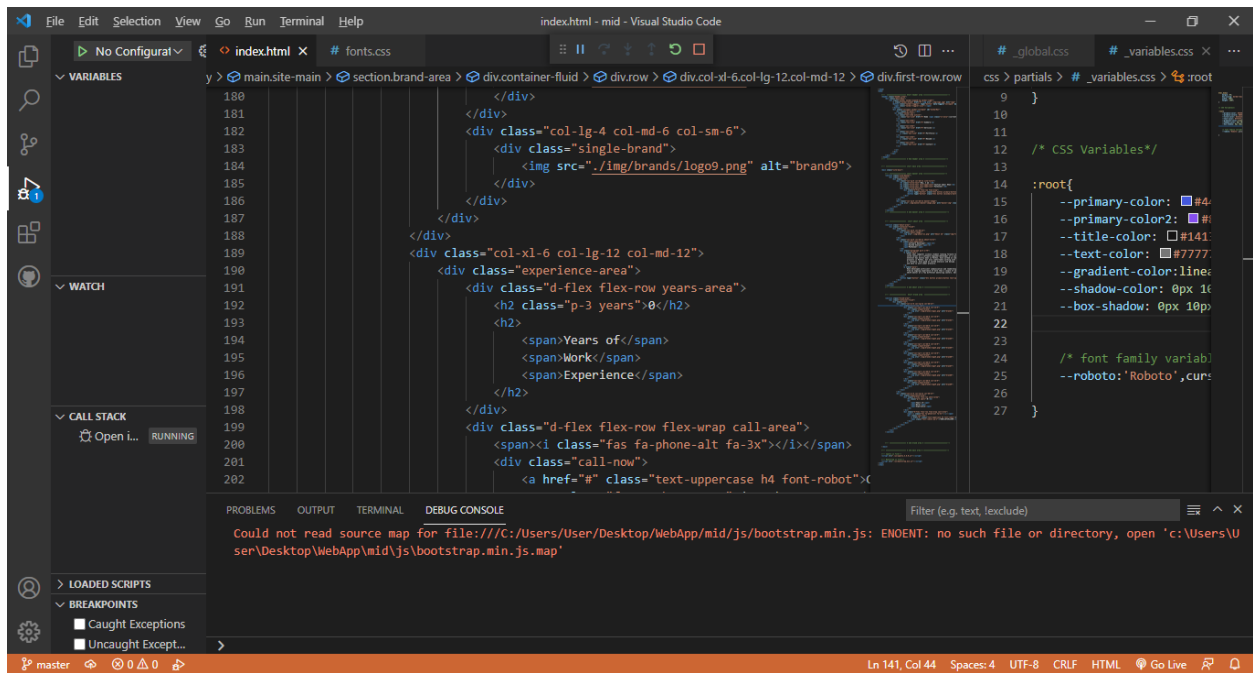 File Edit Selection View Go Run Terminal Help index.html - mid - Visual Studio Code
No Configurat
index.html
# fonts.css
# _global.css
# _variables.css
VARIABLES
y > main.site-main > section.brand-area > div.container-fluid > div.row > div.col-xl-6.col-lg-12.col-md-12 > div.first-row.row
css > partials > # _variables.css > :root
180 </div>
181 </div>
182 <div class="col-lg-4 col-md-6 col-sm-6">
183 <div class="single-brand">
184 <img src="./img/brands/logo9.png" alt="brand9">
185 </div>
186 </div>
187 </div>
188 </div>
189 <div class="col-xl-6 col-lg-12 col-md-12">
190 <div class="experience-area">
191 <div class="d-flex flex-row years-area">
192 <h2 class="p-3 years">0</h2>
193 <h2>
194 <span>Years of</span>
195 <span>Work</span>
196 <span>Experience</span>
197 </h2>
198 </div>
199 <div class="d-flex flex-row flex-wrap call-area">
200 <span><i class="fas fa-phone-alt fa-3x"></i></span>
201 <div class="call-now">
202 <a href="#" class="text-uppercase h4 font-robot">
9 }
10
11
12 /* CSS Variables*/
13
14 :root{
15 --primary-color: #4
16 --primary-color2:
17 --title-color: #141
18 --text-color: #7777
19 --gradient-color:linea
20 --shadow-color: 0px 10
21 --box-shadow: 0px 10p
22
23
24 /* font family variabl
25 --roboto:'Roboto',curs
26
27 }
WATCH
CALL STACK
Open i... RUNNING
LOADED SCRIPTS
BREAKPOINTS
Caught Exceptions
Uncaught Except...
PROBLEMS OUTPUT TERMINAL DEBUG CONSOLE
Filter (e.g. text, !exclude)
Could not read source map for file:///C:/Users/User/Desktop/WebApp/mid/js/bootstrap.min.js: ENOENT: no such file or directory, open 'c:\Users\U
ser\Desktop\WebApp\mid\js\bootstrap.min.js.map'
1
master 0 0 Ln 141, Col 44 Spaces: 4 UTF-8 CRLF HTML Go Live